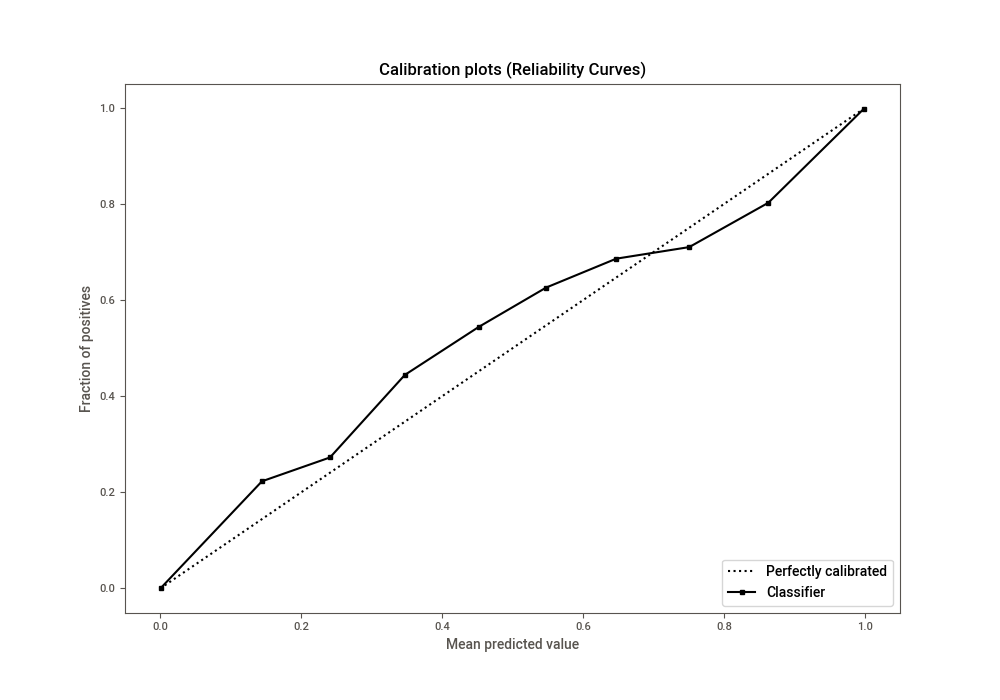 Calibration plots (Reliability Curves)
1.0
0.8
0.6
0.4
0.2
0.0
Fraction of positives
0.0 0.2 0.4 0.6 0.8 1.0
Mean predicted value
Perfectly calibrated
Classifier